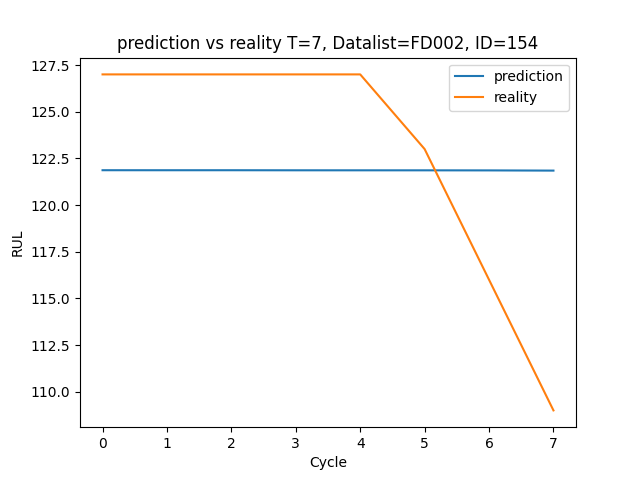 prediction vs reality T=7, Datalist=FD002, ID=154
prediction
reality
127.5
125.0
122.5
120.0
117.5
115.0
112.5
110.0
RUL
0 1 2 3 4 5 6 7
Cycle